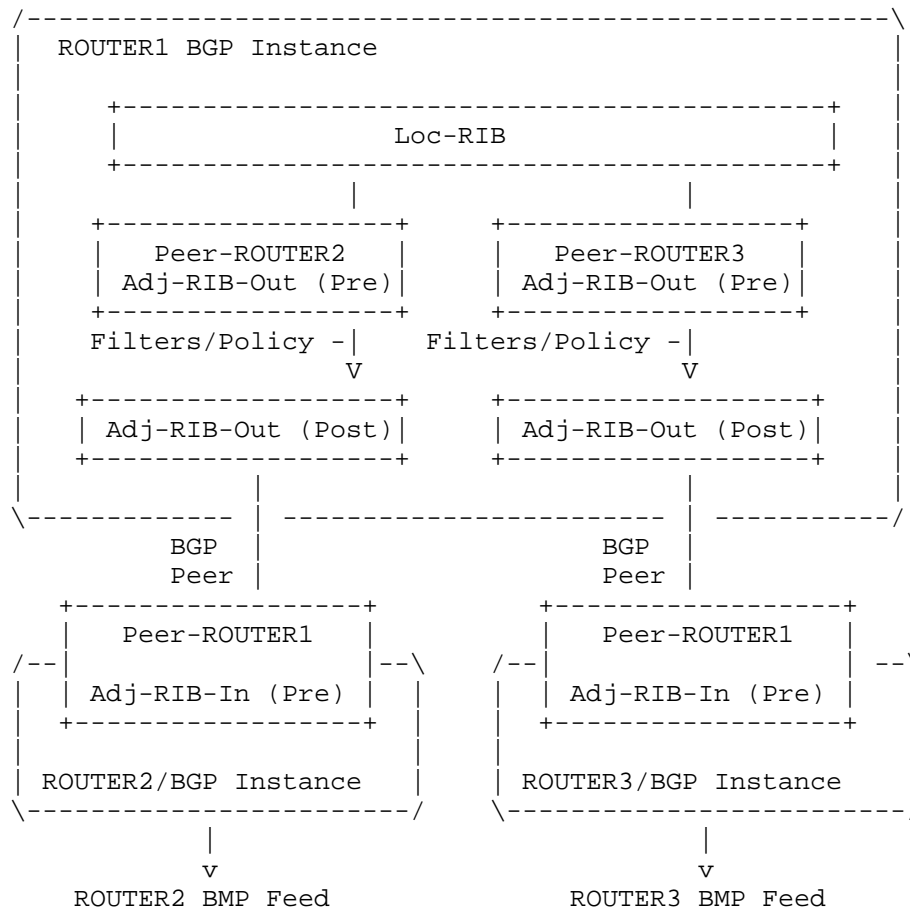 ROUTER1 BGP Instance
Loc-RIB
Peer-ROUTER2 Peer-ROUTER3
Adj-RIB-Out (Pre) Adj-RIB-Out (Pre)
Filters/Policy -| Filters/Policy -|
V V
Adj-RIB-Out (Post) Adj-RIB-Out (Post)
BGP BGP
Peer Peer
Peer-ROUTER1 Peer-ROUTER1
Adj-RIB-In (Pre) Adj-RIB-In (Pre)
ROUTER2/BGP Instance ROUTER3/BGP Instance
v v
ROUTER2 BMP Feed ROUTER3 BMP Feed